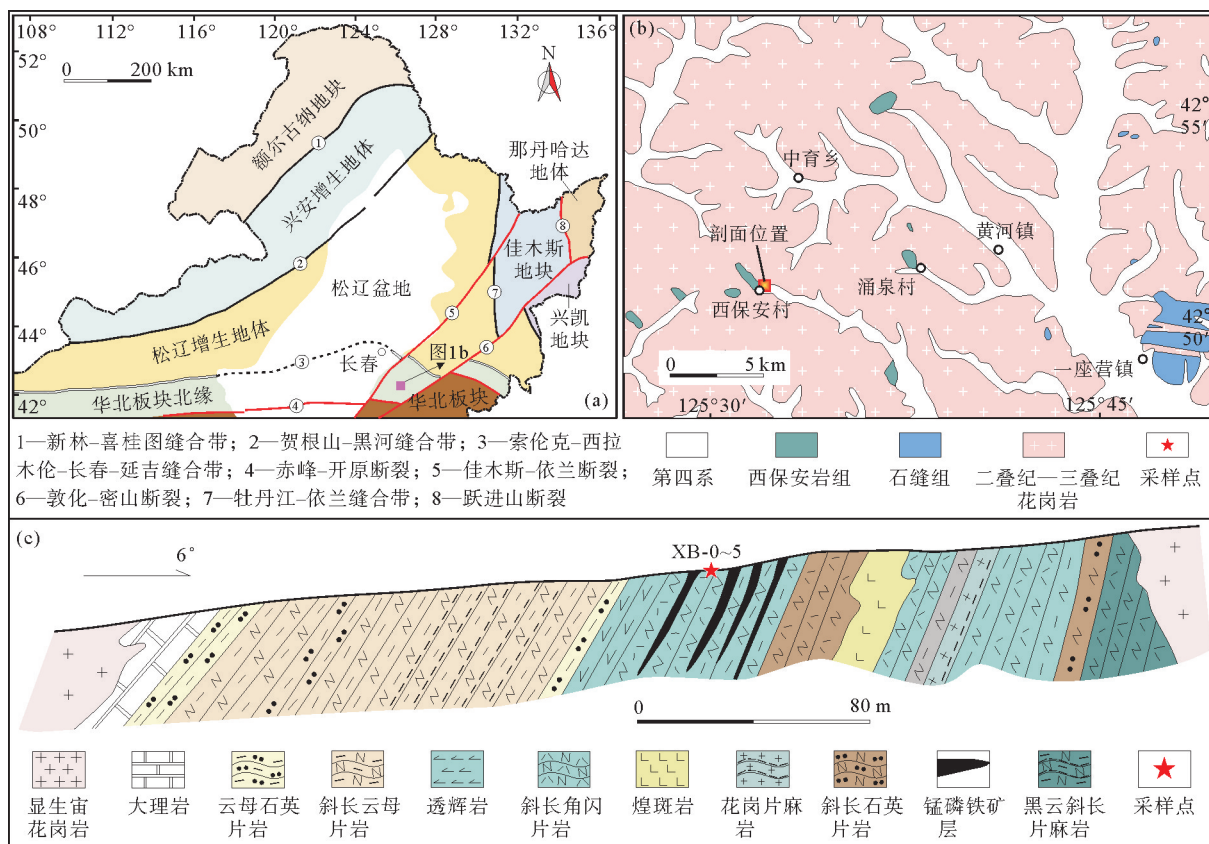 108° 112° 120° 124° 128° 132° 136°
52°
50°
48°
46°
44°
42°
0 200 km
N
额尔古纳地块
①
兴安增生地体
②
那丹哈达
地体
⑧
佳木斯
地块
⑦
松辽盆地
⑤
兴凯
地块
⑥
松辽增生地体
③
长春
图1b
华北板块北缘
④
华北板块
(a)
(b)
42°
55′
中育乡
黄河镇
剖面位置
涌泉村
西保安村
42°
50′
一座营镇
0 5 km
125°30′ 125°45′
1—新林-喜桂图缝合带；2—贺根山-黑河缝合带；3—索伦克-西拉
木伦-长春-延吉缝合带；4—赤峰-开原断裂；5—佳木斯-依兰断裂；
6—敦化-密山断裂；7—牡丹江-依兰缝合带；8—跃进山断裂
第四系 西保安岩组 石缝组 二叠纪—三叠纪 采样点
花岗岩
(c)
6°
XB-0~5
0 80 m
显生宙 大理岩 云母石英 斜长云母 透辉岩 斜长角闪 煌斑岩 花岗片麻 斜长石英 锰磷铁矿 黑云斜长 采样点
花岗岩 片岩 片岩 片岩 岩 片岩 层 片麻岩